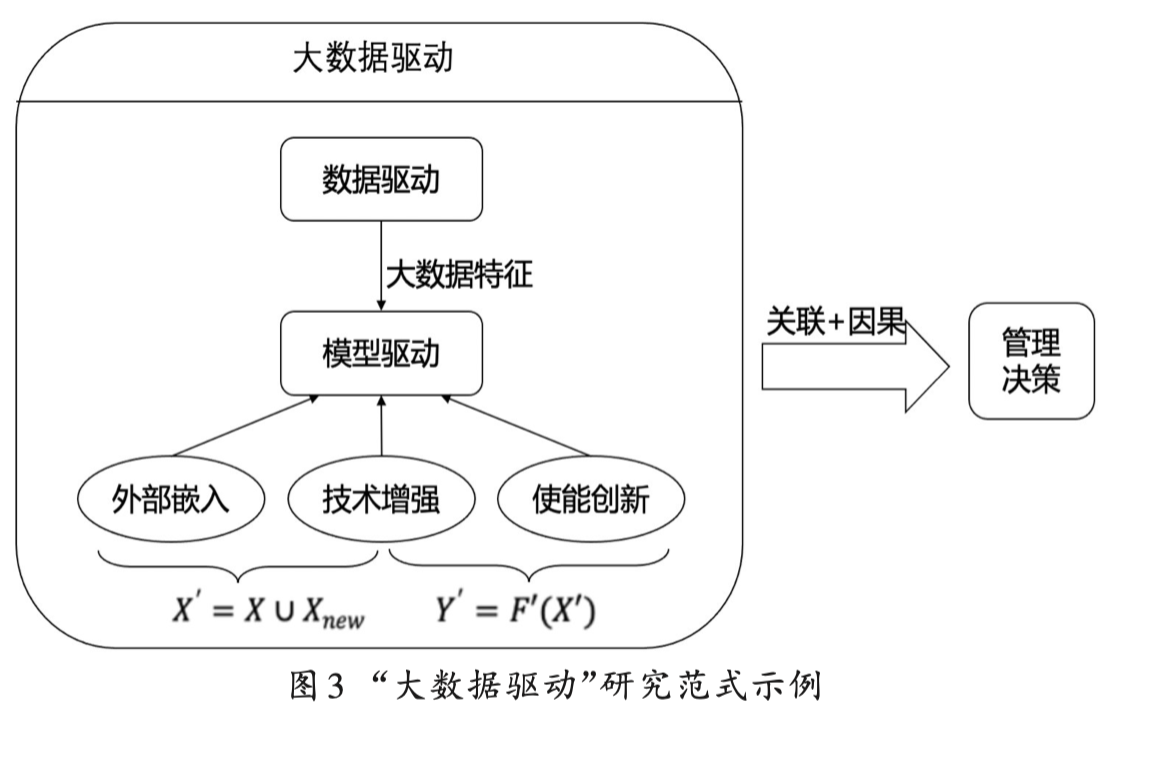 大数据驱动
数据驱动
大数据特征
模型驱动
外部嵌入
技术增强
使能创新
X′ = X ∪ Xnew
Y′ = F′(X′)
关联+因果
管理
决策
图3 “大数据驱动”研究范式示例